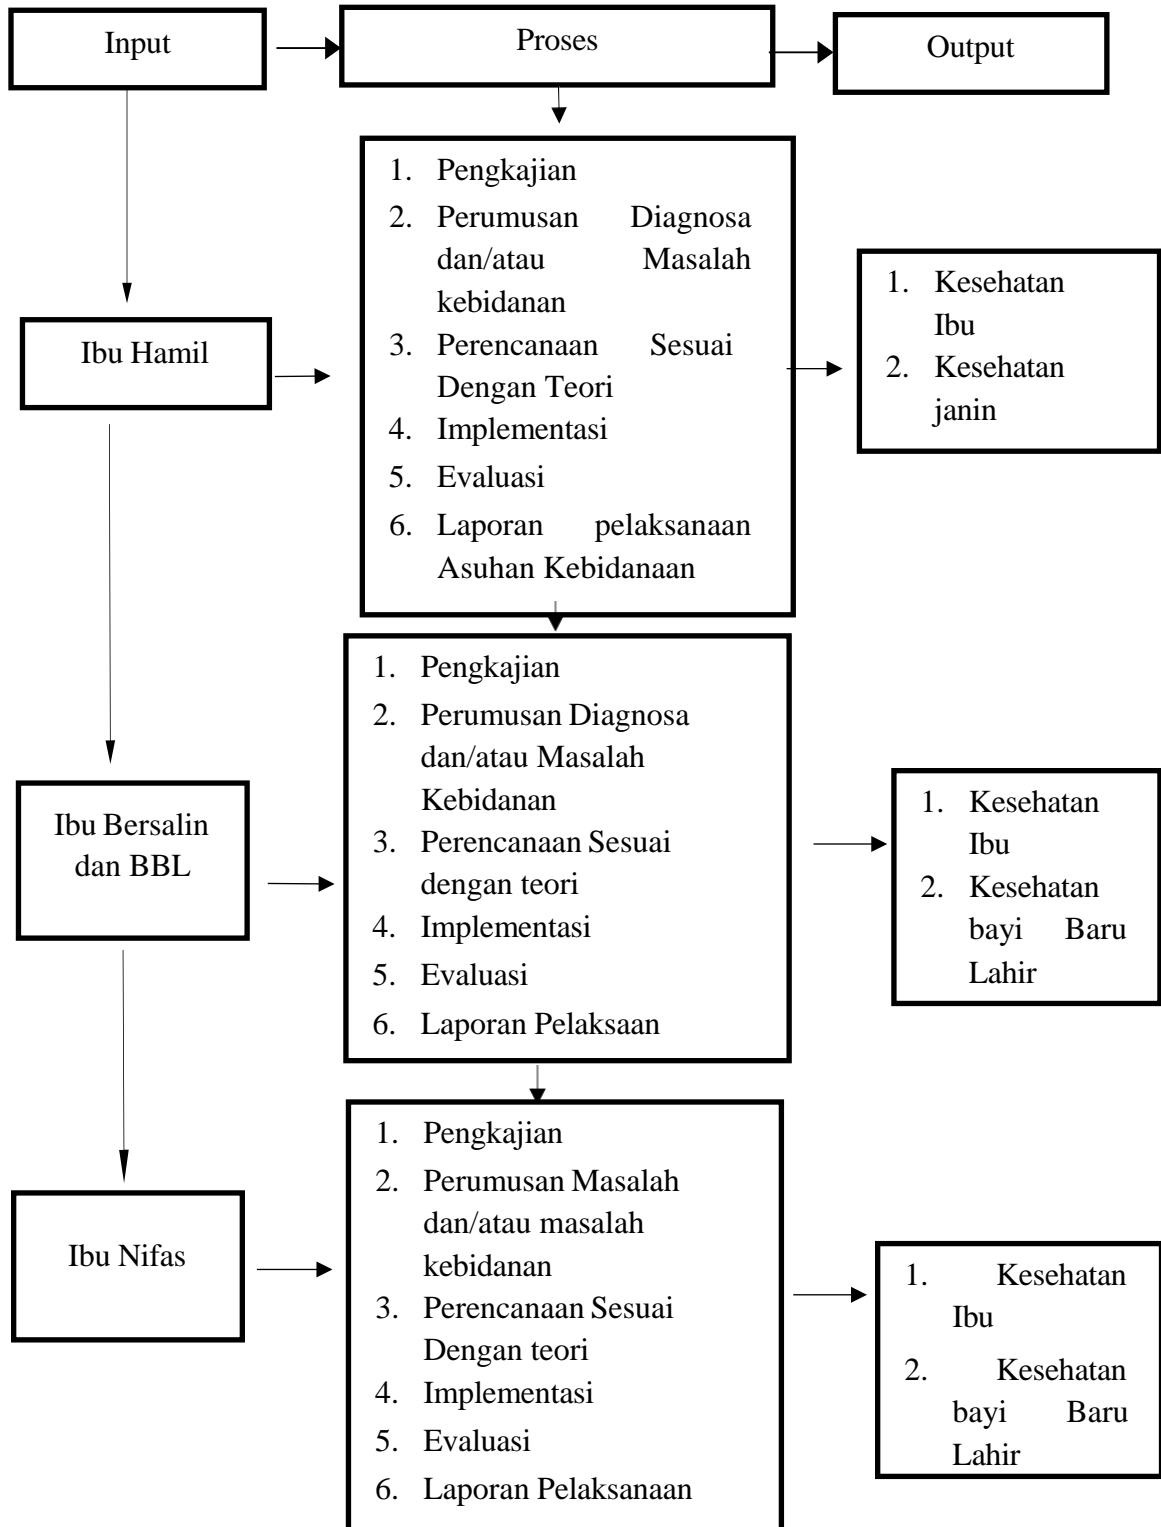 Input
Proses
Output
Ibu Hamil
1. Pengkajian
2. Perumusan Diagnosa
dan/atau Masalah
kebidanan
3. Perencanaan Sesuai
Dengan Teori
4. Implementasi
5. Evaluasi
6. Laporan pelaksanaan
Asuhan Kebidanaan
1. Kesehatan
Ibu
2. Kesehatan
janin
Ibu Bersalin
dan BBL
1. Pengkajian
2. Perumusan Diagnosa
dan/atau Masalah
Kebidanan
3. Perencanaan Sesuai
dengan teori
4. Implementasi
5. Evaluasi
6. Laporan Pelaksaan
1. Kesehatan
Ibu
2. Kesehatan
bayi Baru
Lahir
Ibu Nifas
1. Pengkajian
2. Perumusan Masalah
dan/atau masalah
kebidanan
3. Perencanaan Sesuai
Dengan teori
4. Implementasi
5. Evaluasi
6. Laporan Pelaksanaan
1. Kesehatan
Ibu
2. Kesehatan
bayi Baru
Lahir